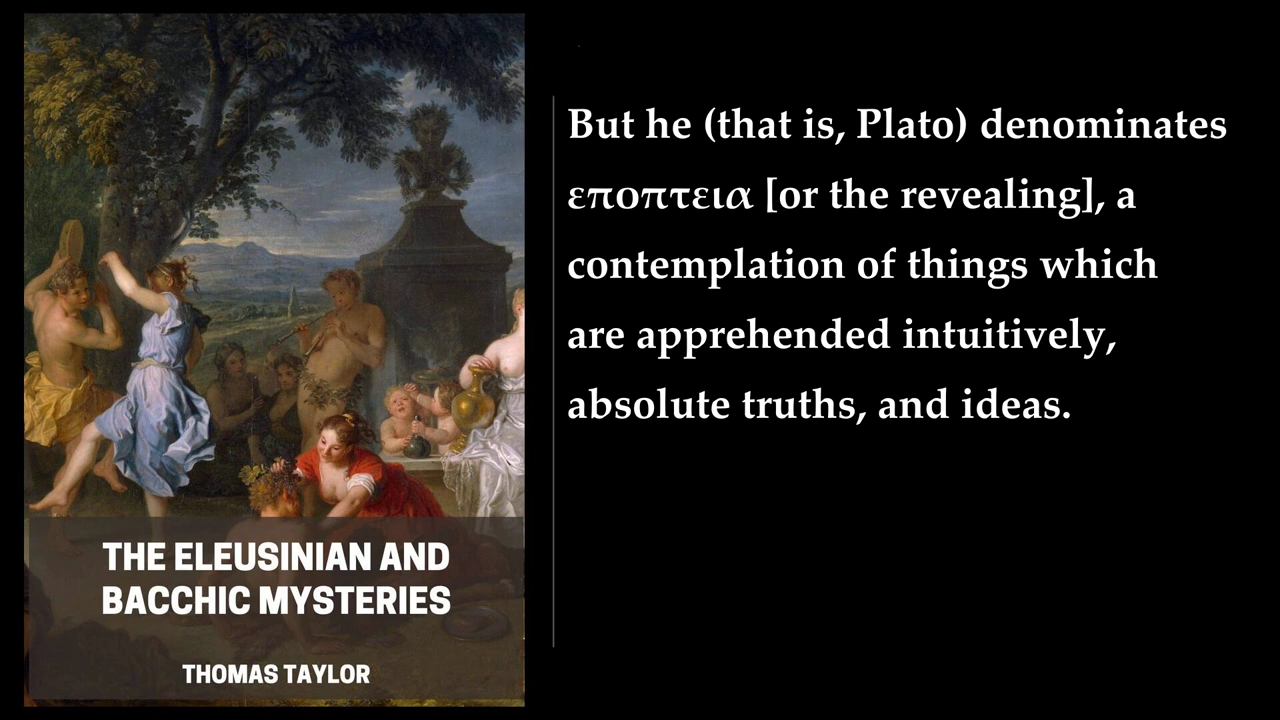 But he (that is, Plato) denominates
εποπτεια [or the revealing], a
contemplation of things which
are apprehended intuitively,
absolute truths, and ideas.
THE ELEUSINIAN AND
BACCHIC MYSTERIES
THOMAS TAYLOR